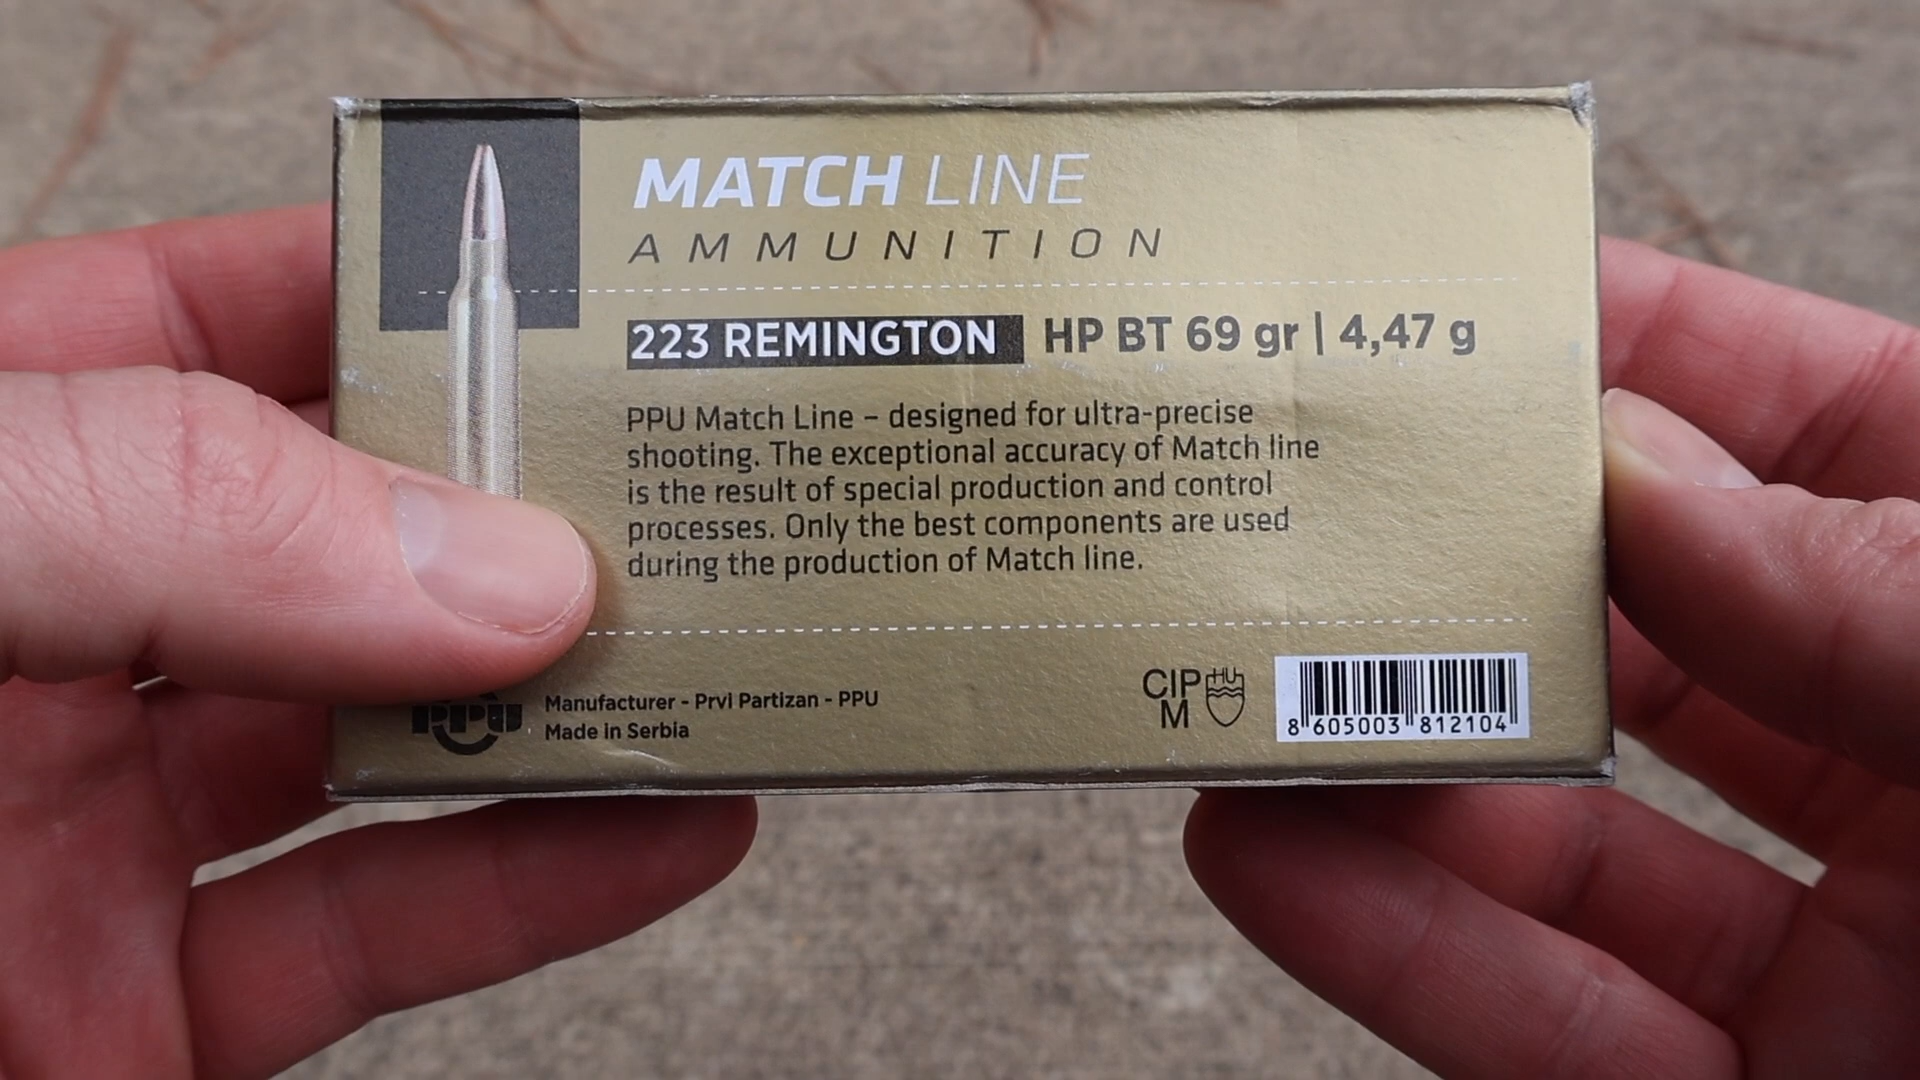 MATCH LINE
AMMUNITION
223 REMINGTON HP BT 69 gr | 4,47 g
PPU Match Line – designed for ultra-precise
shooting. The exceptional accuracy of Match line
is the result of special production and control
processes. Only the best components are used
during the production of Match line.
PPU
Manufacturer - Prvi Partizan - PPU
Made in Serbia
CIP
M
HU
8 605003 812104